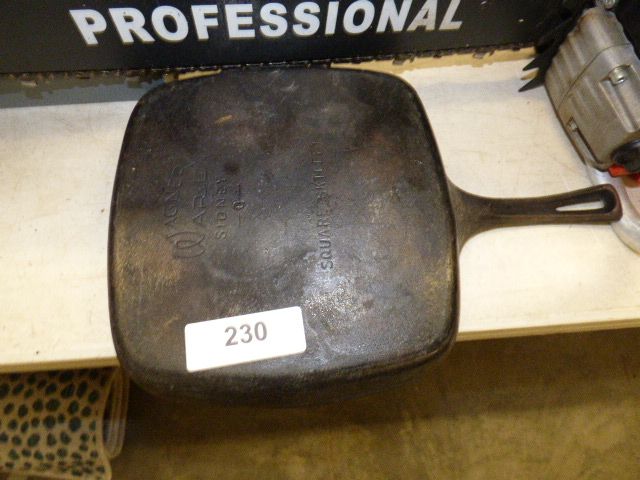 PROFESSIONAL
WAGNER
WARE
SIDNEY
-O-
SQUARE SKILLET
230